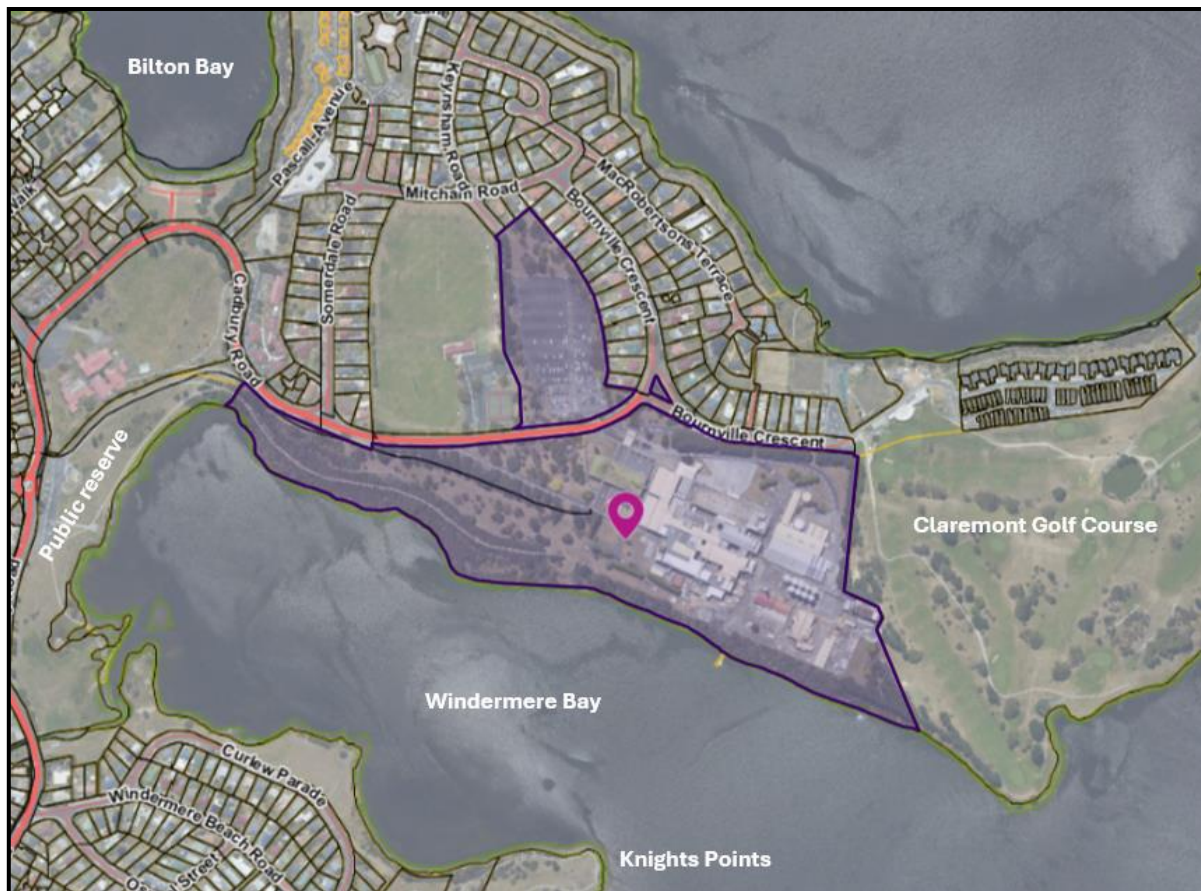 Bilton Bay
Pascall-Avenue
Keynsham-Road
Mitcham Road
MacRobertsons Terrace
Bournville Crescent
Somerdale Road
Cadbury Road
Bournville Crescent
Public reserve
Claremont Golf Course
Windermere Bay
Curlew Parade
Windermere Beach Road
Street
Knights Points